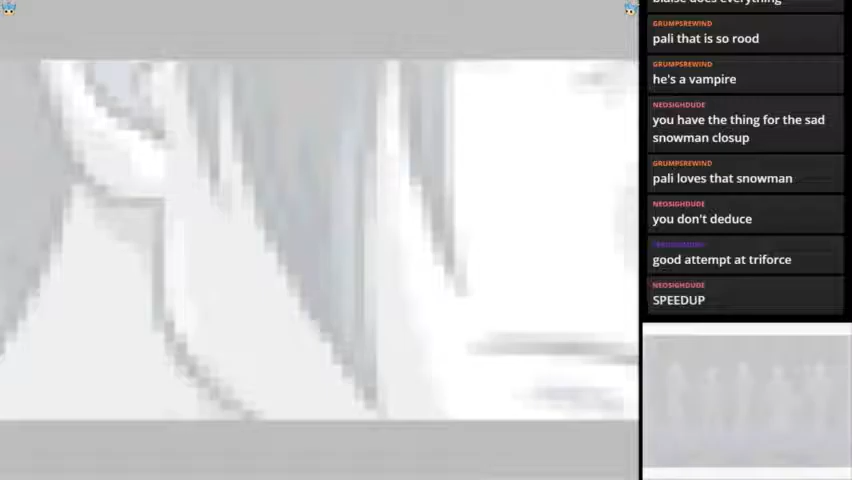 GRUMPSREWIND
pali that is so rood
GRUMPSREWIND
he's a vampire
NEOSIGHDUDE
you have the thing for the sad
snowman closup
GRUMPSREWIND
pali loves that snowman
NEOSIGHDUDE
you don't deduce
good attempt at triforce
NEOSIGHDUDE
SPEEDUP